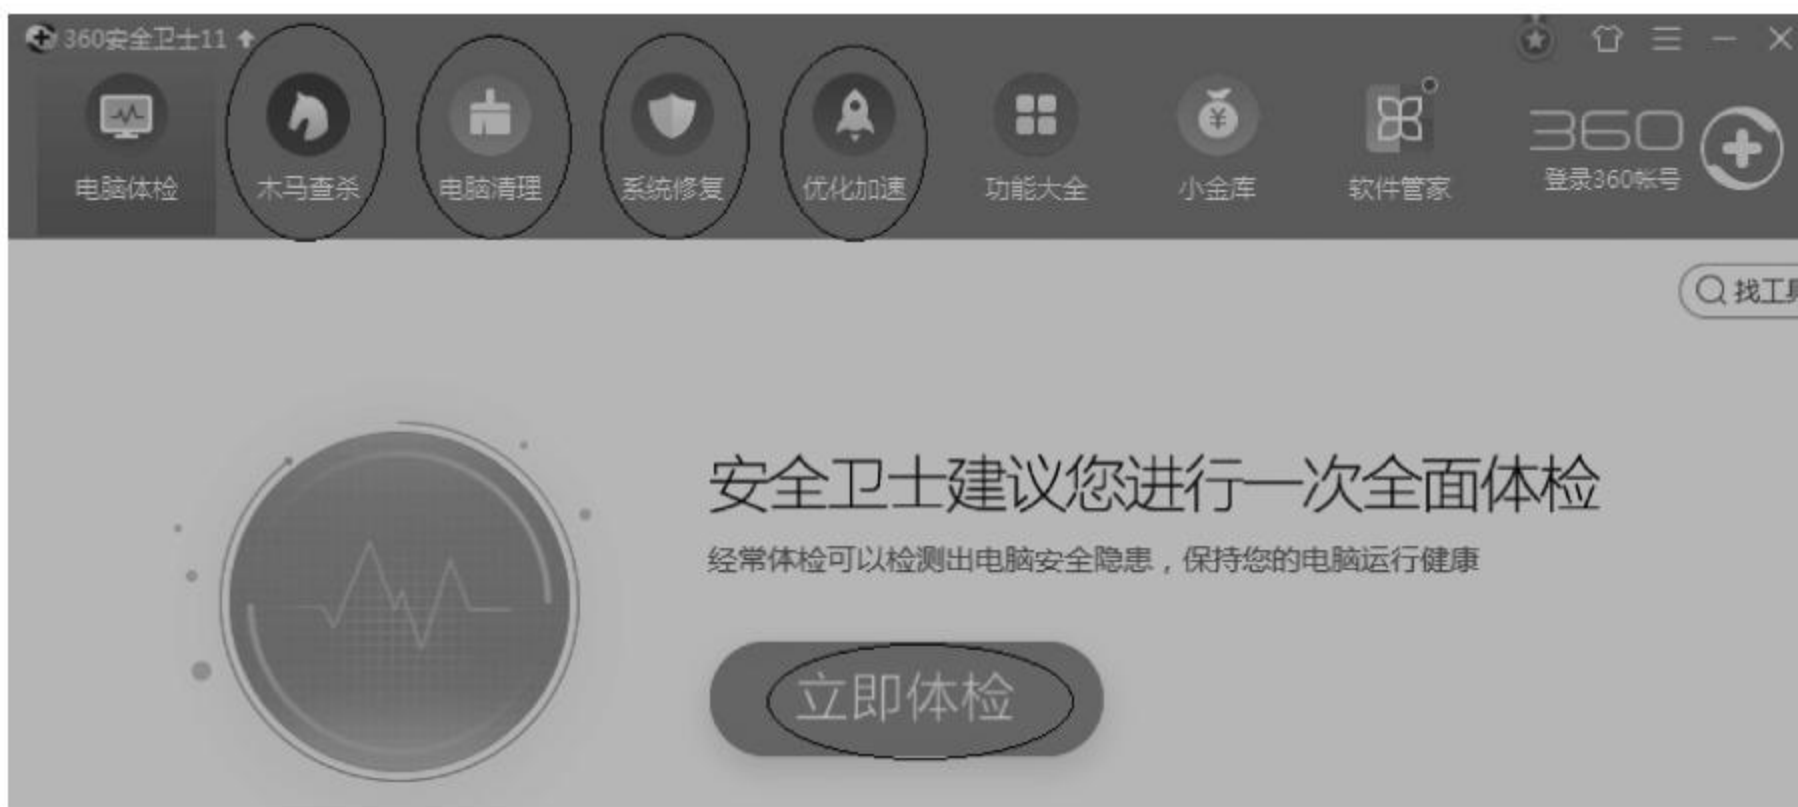 360安全卫士11
电脑体检 木马查杀 电脑清理 系统修复 优化加速 功能大全 小金库 软件管家
360
登录360帐号
找工具
安全卫士建议您进行一次全面体检
经常体检可以检测出电脑安全隐患，保持您的电脑运行健康
立即体检